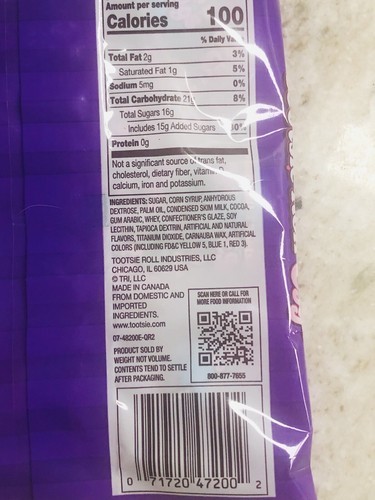 Amount per serving
Calories 100
% Daily Value
Total Fat 2g 3%
Saturated Fat 1g 5%
Sodium 5mg 0%
Total Carbohydrate 21g 8%
Total Sugars 16g
Includes 15g Added Sugars 30%
Protein 0g
Not a significant source of trans fat,
cholesterol, dietary fiber, vitamin D,
calcium, iron and potassium.
INGREDIENTS: SUGAR, CORN SYRUP, ANHYDROUS
DEXTROSE, PALM OIL, CONDENSED SKIM MILK, COCOA,
GUM ARABIC, WHEY, CONFECTIONER'S GLAZE, SOY
LECITHIN, TAPIOCA DEXTRIN, ARTIFICIAL AND NATURAL
FLAVORS, TITANIUM DIOXIDE, CARNAUBA WAX, ARTIFICIAL
COLORS (INCLUDING FD&C YELLOW 5, BLUE 1, RED 3).
TOOTSIE ROLL INDUSTRIES, LLC
CHICAGO, IL 60629 USA
© TRI, LLC
MADE IN CANADA
FROM DOMESTIC AND
IMPORTED
INGREDIENTS.
www.tootsie.com
07-48200E-QR2
PRODUCT SOLD BY
WEIGHT NOT VOLUME.
CONTENTS TEND TO SETTLE
AFTER PACKAGING.
SCAN HERE OR CALL FOR
MORE FOOD INFORMATION
800-877-7655
0 71720 47200 2